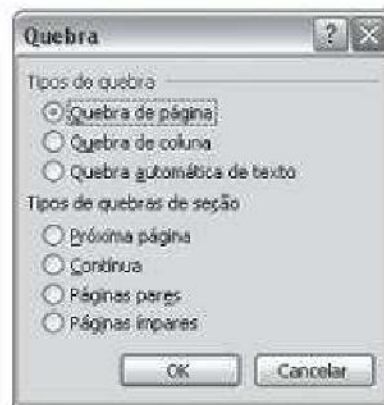 Quebra
Tipos de quebra
Quebra de página
Quebra de coluna
Quebra automática de texto
Tipos de quebras de seção
Próxima página
Contínua
Páginas pares
Páginas ímpares
OK Cancelar